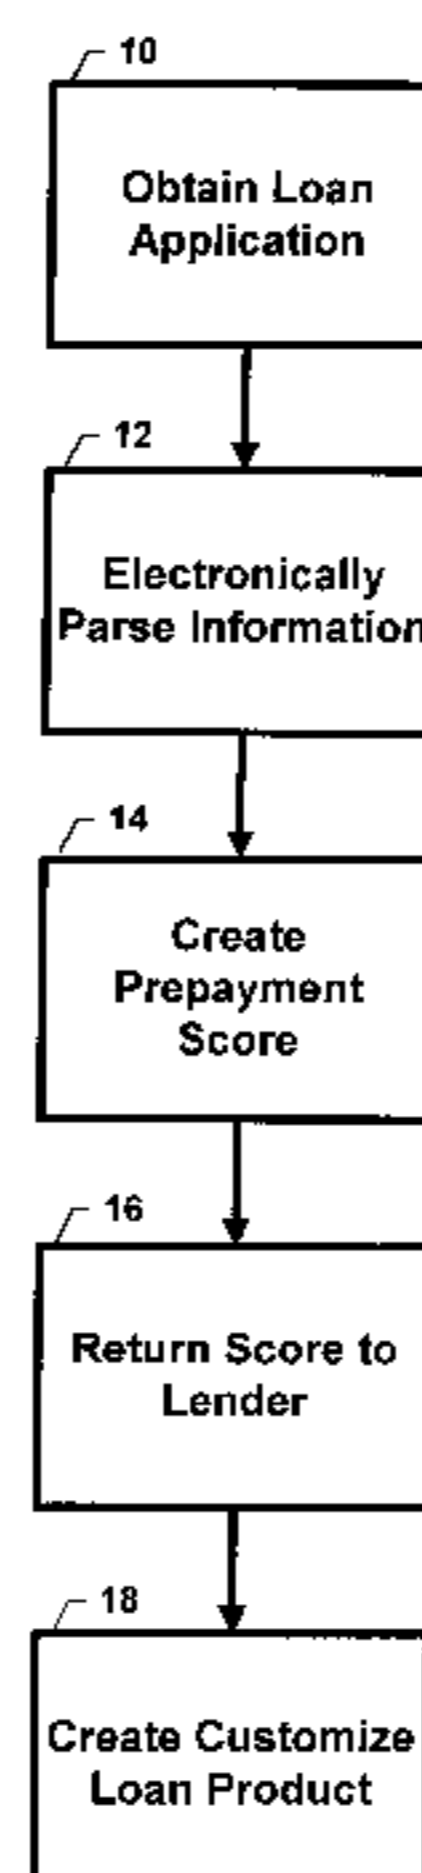 10
Obtain Loan
Application
12
Electronically
Parse Information
14
Create
Prepayment
Score
16
Return Score to
Lender
18
Create Customize
Loan Product